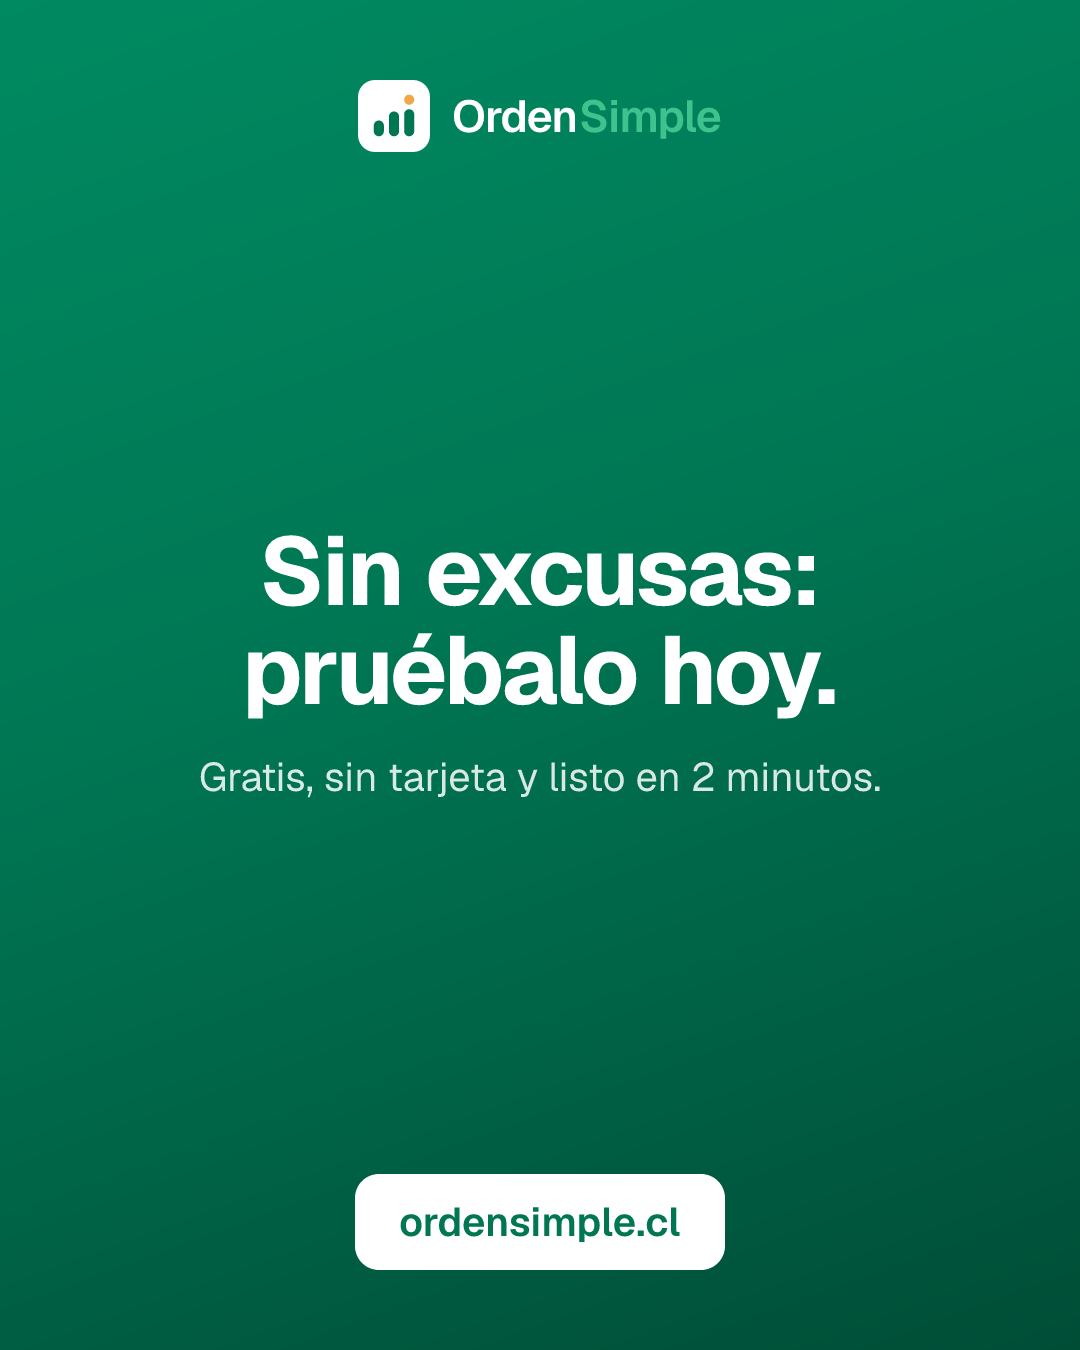 OrdenSimple
Sin excusas:
pruébalo hoy.
Gratis, sin tarjeta y listo en 2 minutos.
ordensimple.cl